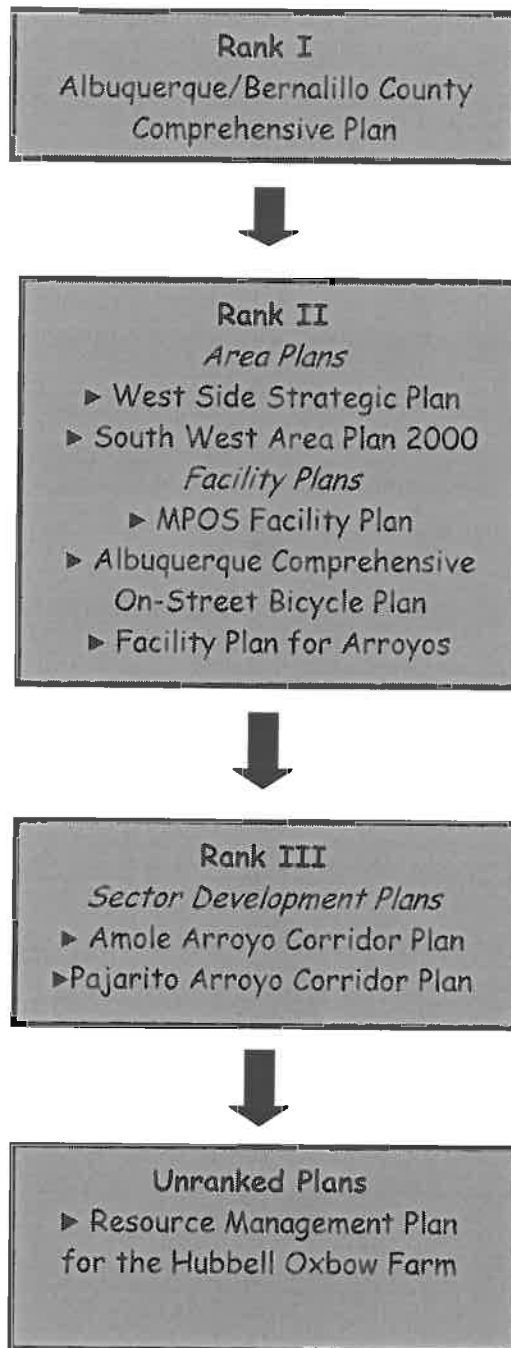 Rank I
Albuquerque/Bernalillo County
Comprehensive Plan
Rank II
Area Plans
▶ West Side Strategic Plan
▶ South West Area Plan 2000
Facility Plans
▶ MPOS Facility Plan
▶ Albuquerque Comprehensive
On-Street Bicycle Plan
▶ Facility Plan for Arroyos
Rank III
Sector Development Plans
▶ Amole Arroyo Corridor Plan
▶Pajarito Arroyo Corridor Plan
Unranked Plans
▶ Resource Management Plan
for the Hubbell Oxbow Farm